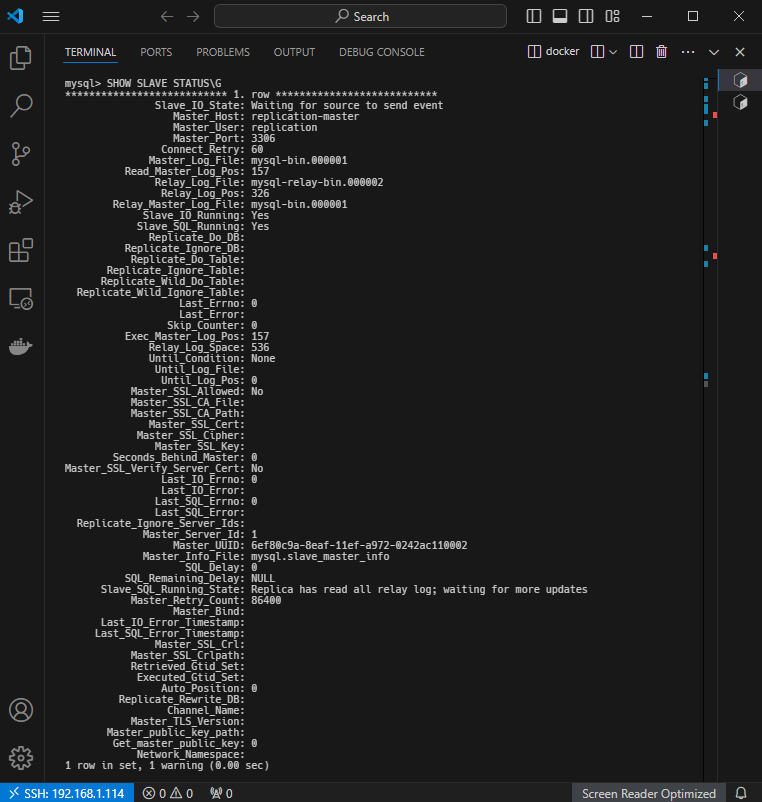 Search
TERMINAL PORTS PROBLEMS OUTPUT DEBUG CONSOLE docker
mysql> SHOW SLAVE STATUS\G
*************************** 1. row ***************************
Slave_IO_State: Waiting for source to send event
Master_Host: replication-master
Master_User: replication
Master_Port: 3306
Connect_Retry: 60
Master_Log_File: mysql-bin.000001
Read_Master_Log_Pos: 157
Relay_Log_File: mysql-relay-bin.000002
Relay_Log_Pos: 326
Relay_Master_Log_File: mysql-bin.000001
Slave_IO_Running: Yes
Slave_SQL_Running: Yes
Replicate_Do_DB:
Replicate_Ignore_DB:
Replicate_Do_Table:
Replicate_Ignore_Table:
Replicate_Wild_Do_Table:
Replicate_Wild_Ignore_Table:
Last_Errno: 0
Last_Error:
Skip_Counter: 0
Exec_Master_Log_Pos: 157
Relay_Log_Space: 536
Until_Condition: None
Until_Log_File:
Until_Log_Pos: 0
Master_SSL_Allowed: No
Master_SSL_CA_File:
Master_SSL_CA_Path:
Master_SSL_Cert:
Master_SSL_Cipher:
Master_SSL_Key:
Seconds_Behind_Master: 0
Master_SSL_Verify_Server_Cert: No
Last_IO_Errno: 0
Last_IO_Error:
Last_SQL_Errno: 0
Last_SQL_Error:
Replicate_Ignore_Server_Ids:
Master_Server_Id: 1
Master_UUID: 6ef80c9a-8eaf-11ef-a972-0242ac110002
Master_Info_File: mysql.slave_master_info
SQL_Delay: 0
SQL_Remaining_Delay: NULL
Slave_SQL_Running_State: Replica has read all relay log; waiting for more updates
Master_Retry_Count: 86400
Master_Bind:
Last_IO_Error_Timestamp:
Last_SQL_Error_Timestamp:
Master_SSL_Crl:
Master_SSL_Crlpath:
Retrieved_Gtid_Set:
Executed_Gtid_Set:
Auto_Position: 0
Replicate_Rewrite_DB:
Channel_Name:
Master_TLS_Version:
Master_public_key_path:
Get_master_public_key: 0
Network_Namespace:
1 row in set, 1 warning (0.00 sec)
SSH: 192.168.1.114 0 0 0 Screen Reader Optimized